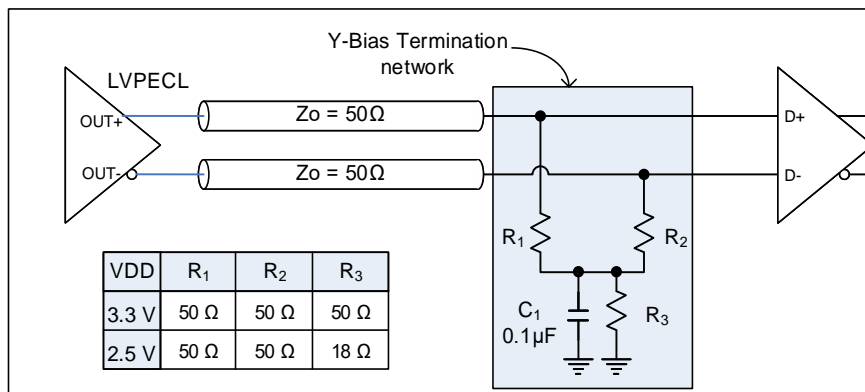 Y-Bias Termination
network
LVPECL
OUT+
OUT-
Zo = 50Ω
Zo = 50Ω
D+
D-
R1
R2
C1
0.1µF
R3
VDD R1 R2 R3
3.3 V 50 Ω 50 Ω 50 Ω
2.5 V 50 Ω 50 Ω 18 Ω